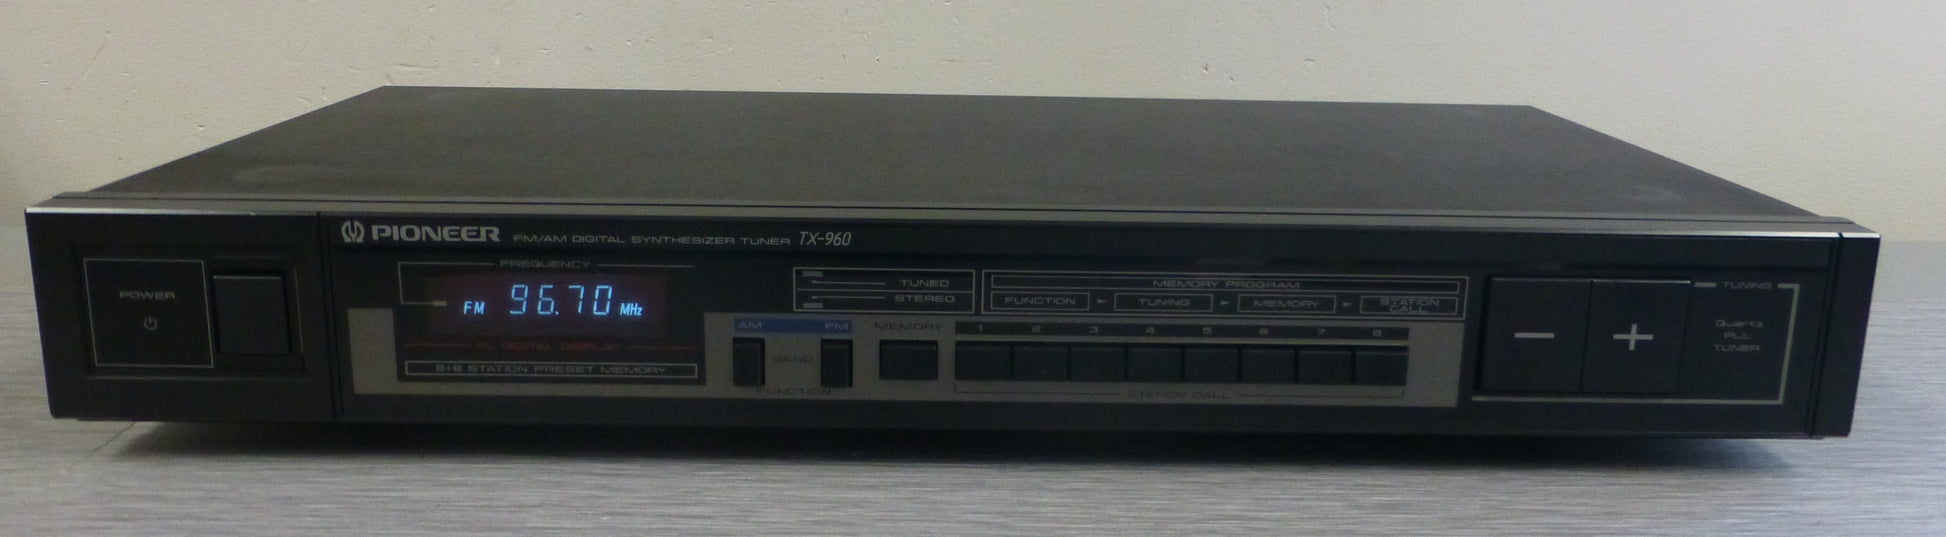 PIONEER FM/AM DIGITAL SYNTHESIZER TUNER TX-960
POWER
FREQUENCY
FM 96.70 MHz
FL DIGITAL DISPLAY
8+8 STATION PRESET MEMORY
TUNED
STEREO
MEMORY PROGRAM
FUNCTION TUNING MEMORY STATION CALL
AM FM
BAND
FUNCTION
MEMORY
1 2 3 4 5 6 7 8
STATION CALL
− +
TUNING
Quartz
PLL
TUNER